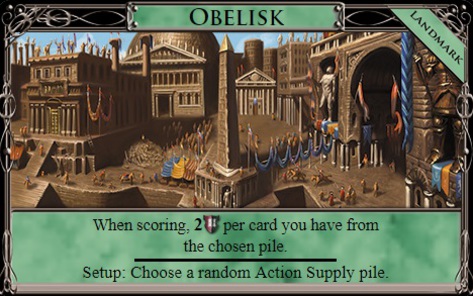 OBELISK
LANDMARK
When scoring, 2 per card you have from
the chosen pile.
Setup: Choose a random Action Supply pile.